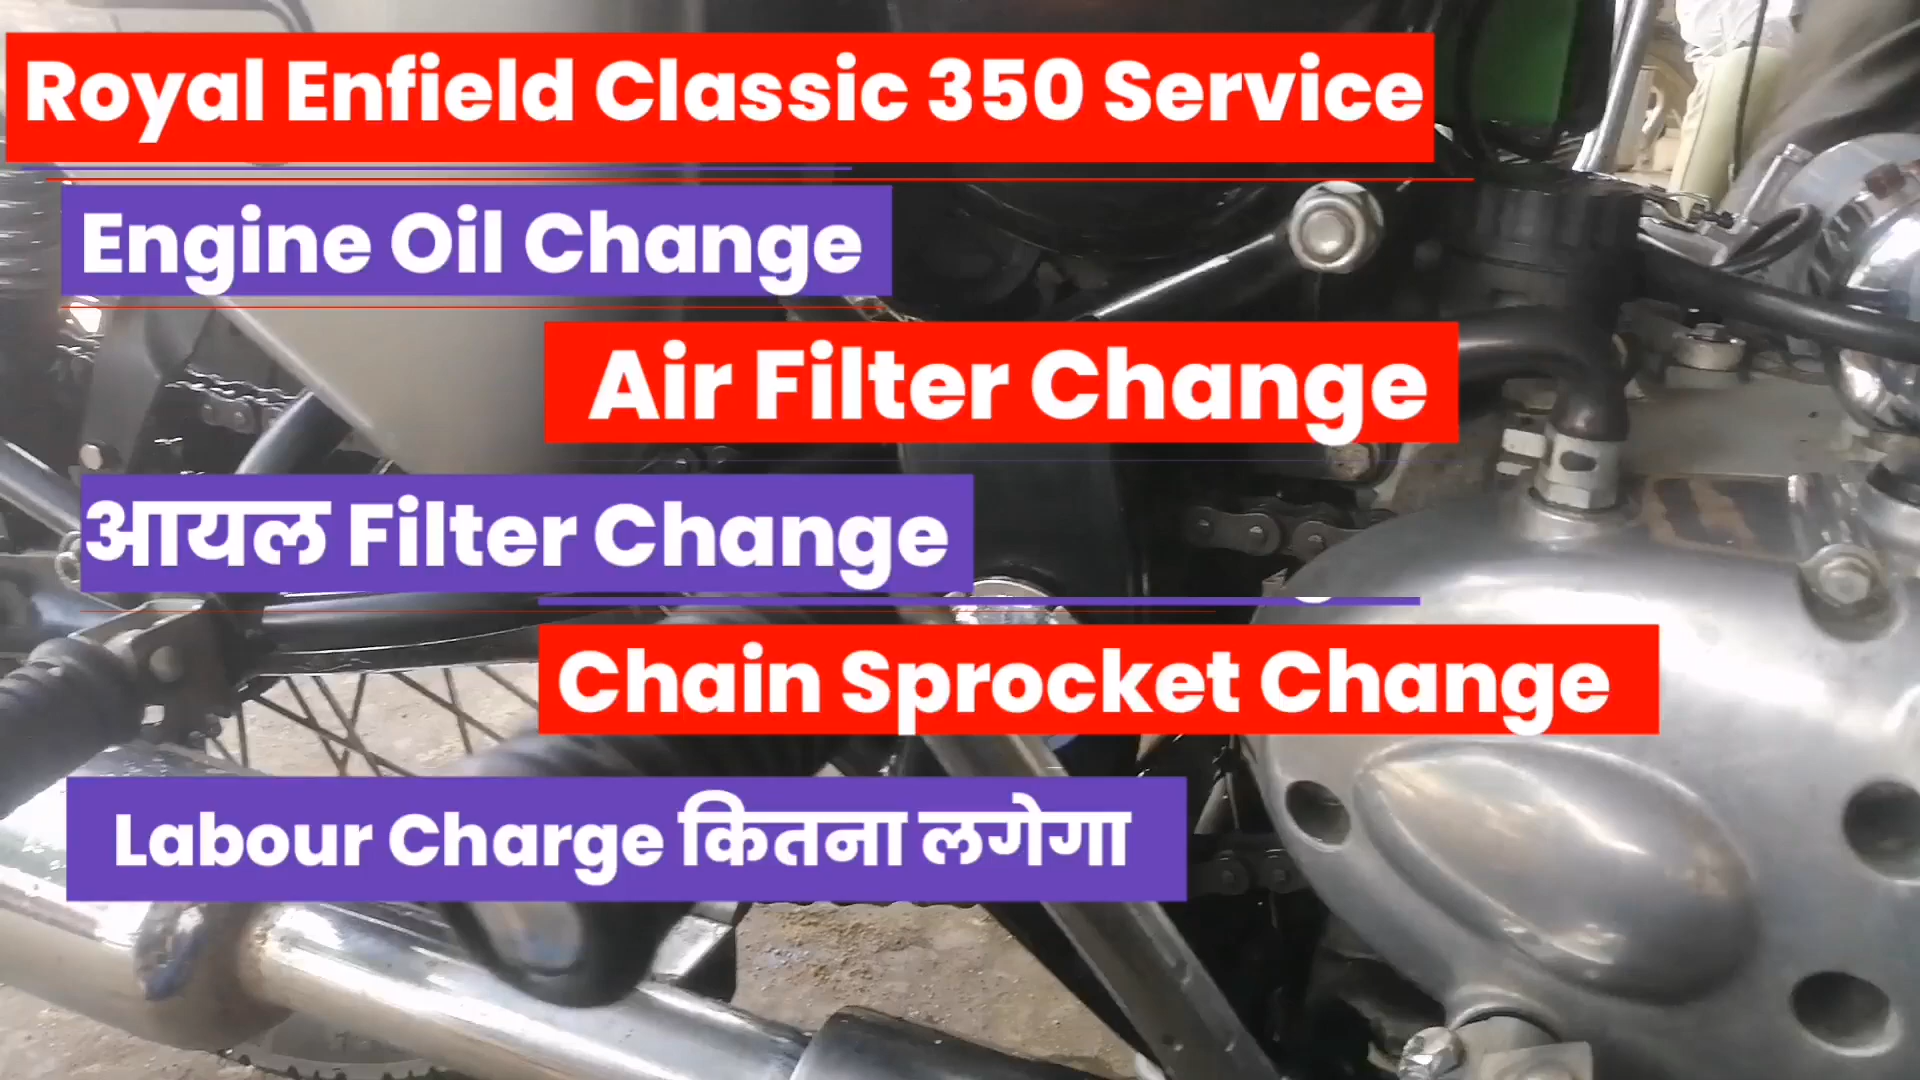 Royal Enfield Classic 350 Service
Engine Oil Change
Air Filter Change
आयल Filter Change
Chain Sprocket Change
Labour Charge कितना लगेगा